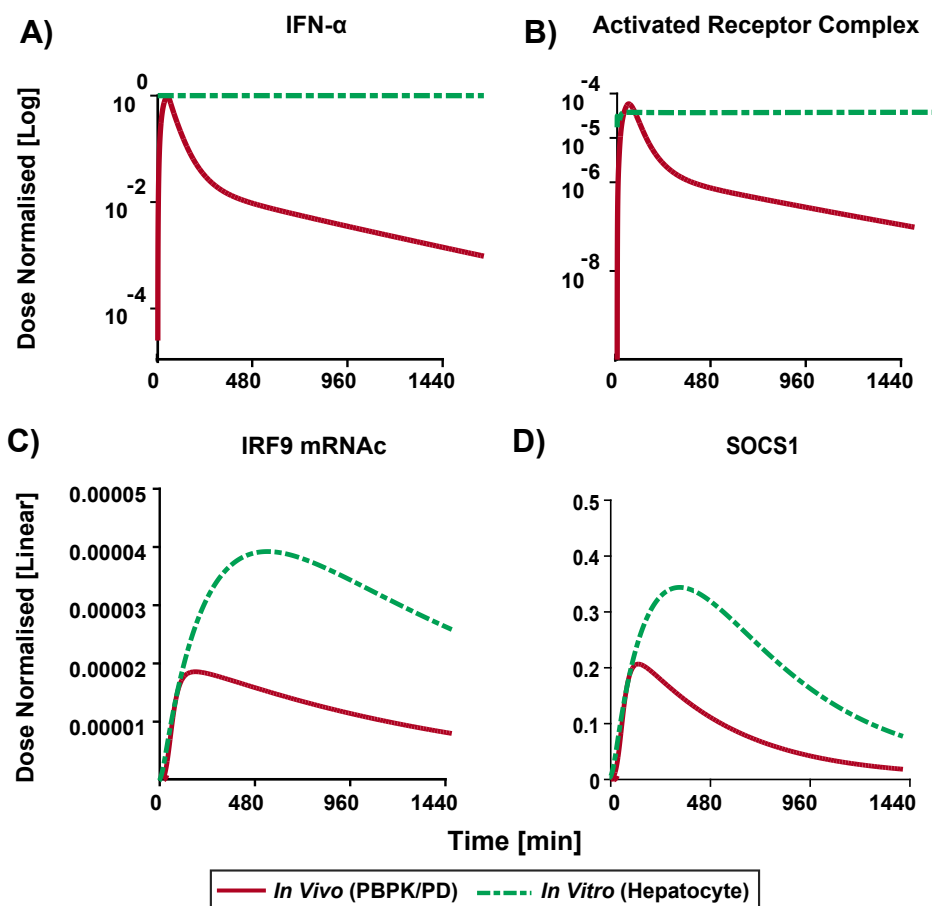 A)
IFN-α
Dose Normalised [Log]
10 0
10 -2
10 -4
0 480 960 1440
B)
Activated Receptor Complex
10 -4
10 -5
10 -6
10 -8
0 480 960 1440
C)
IRF9 mRNAc
Dose Normalised [Linear]
0.00005
0.00004
0.00003
0.00002
0.00001
0 480 960 1440
D)
SOCS1
0.5
0.4
0.3
0.2
0.1
0
0 480 960 1440
Time [min]
In Vivo (PBPK/PD) In Vitro (Hepatocyte)